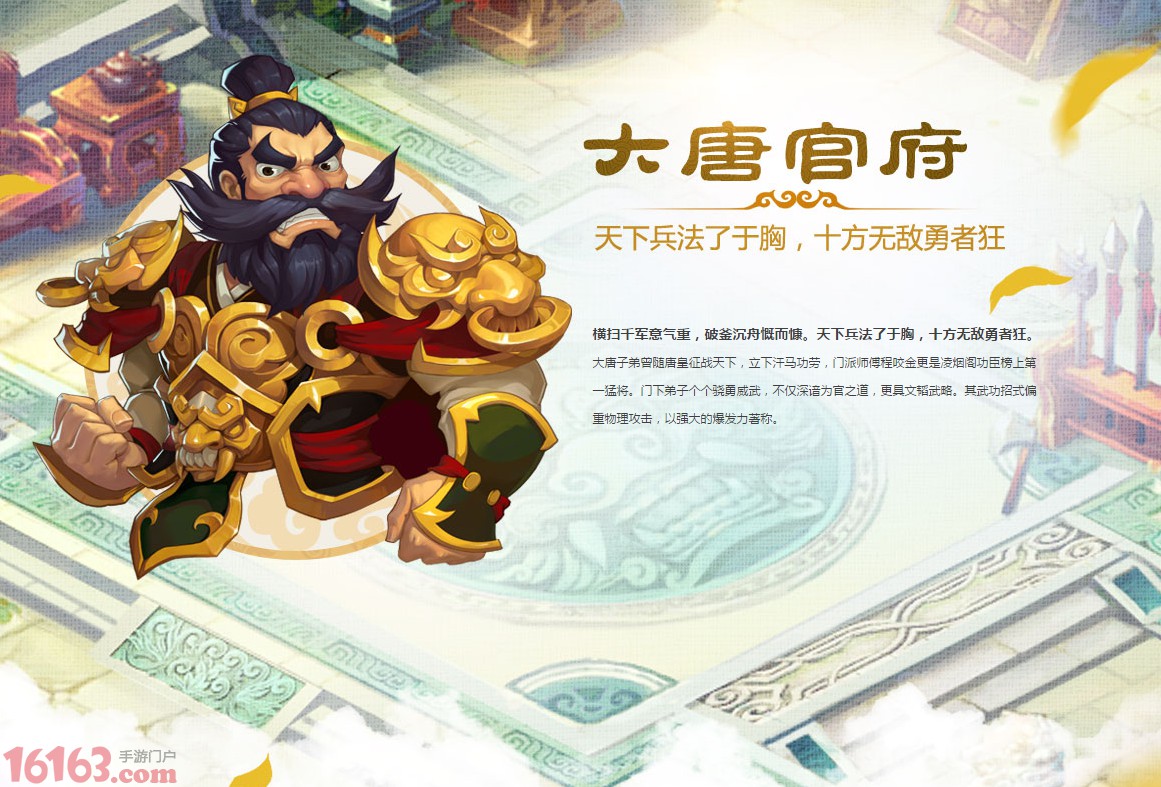 大唐官府
天下兵法了于胸，十方无敌勇者狂
横扫千军意气重，破釜沉舟慨而慷。天下兵法了于胸，十方无敌勇者狂。
大唐子弟曾随唐皇征战天下，立下汗马功劳，门派师傅程咬金更是凌烟阁功臣榜上第
一猛将。门下弟子个个骁勇威武，不仅深谙为官之道，更具文韬武略。其武功招式偏
重物理攻击，以强大的爆发力著称。
16163手游门户
.com